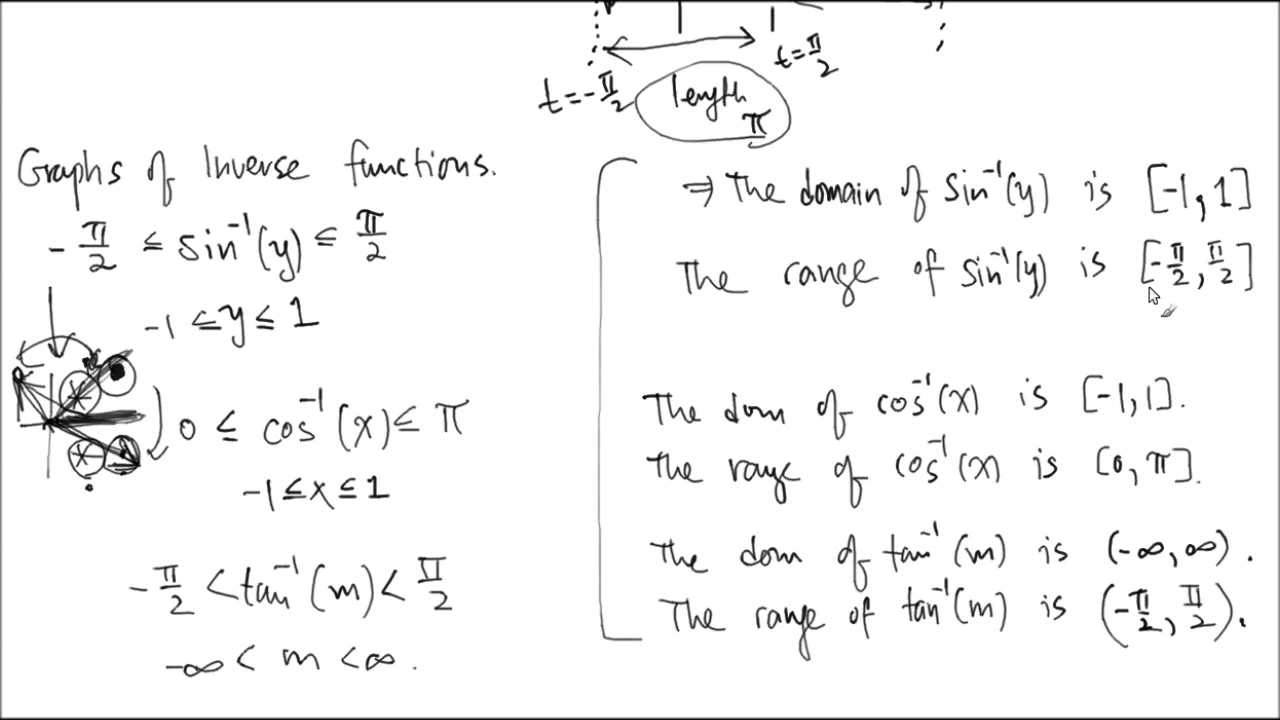 t = -π/2
length π
t = π/2
;
Graphs of Inverse functions.
-π/2 ≤ sin⁻¹(y) ≤ π/2
-1 ≤ y ≤ 1
0 ≤ cos⁻¹(x) ≤ π
-1 ≤ x ≤ 1
-π/2 < tan⁻¹(m) < π/2
-∞ < m < ∞.
⇒ The domain of sin⁻¹(y) is [-1, 1]
The range of sin⁻¹(y) is [-π/2, π/2]
The dom of cos⁻¹(x) is [-1, 1].
The range of cos⁻¹(x) is [0, π].
The dom of tan⁻¹(m) is (-∞, ∞).
The range of tan⁻¹(m) is (-π/2, π/2).